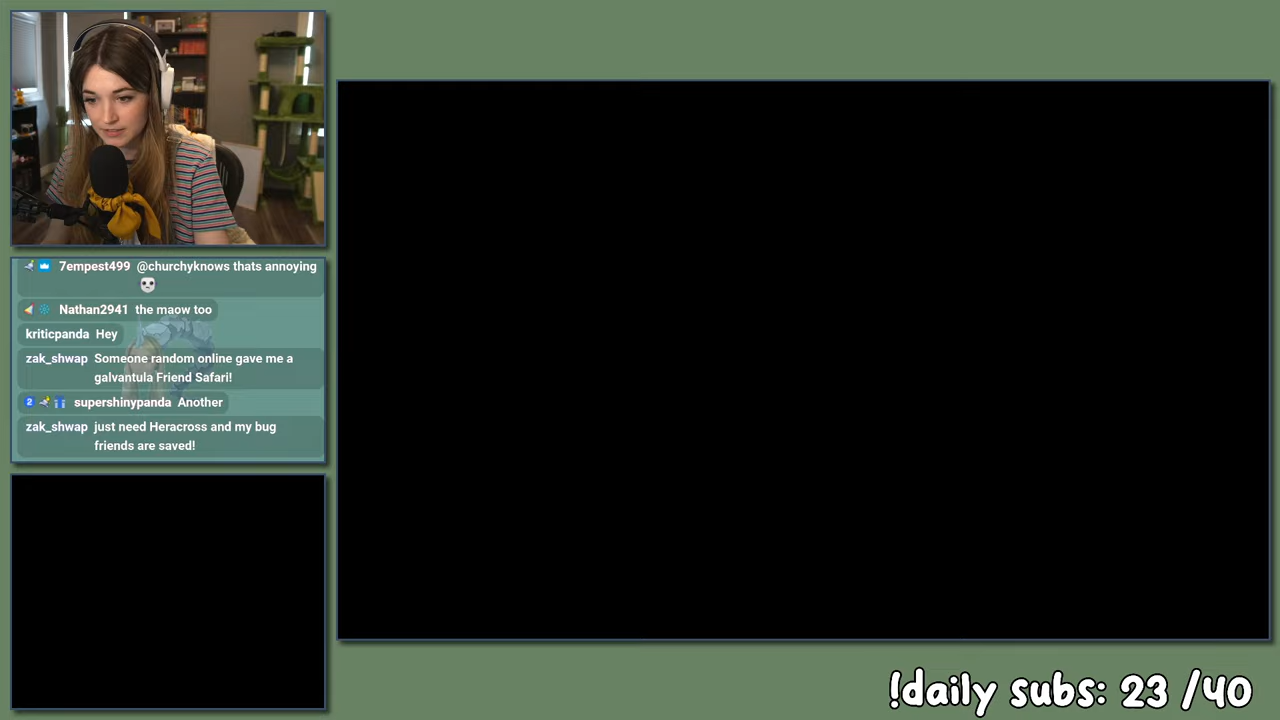 7empest499 @churchyknows thats annoying
Nathan2941 the maow too
kriticpanda Hey
zak_shwap Someone random online gave me a
galvantula Friend Safari!
2 supershinypanda Another
zak_shwap just need Heracross and my bug
friends are saved!
!daily subs: 23 /40